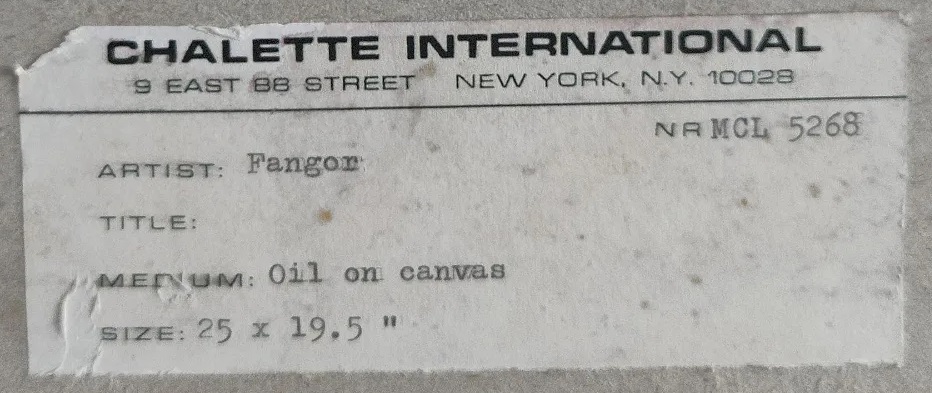 CHALETTE INTERNATIONAL
9 EAST 88 STREET NEW YORK, N.Y. 10028
NR MCL 5268
ARTIST: Fangor
TITLE:
MEDIUM: Oil on canvas
SIZE: 25 x 19.5 "